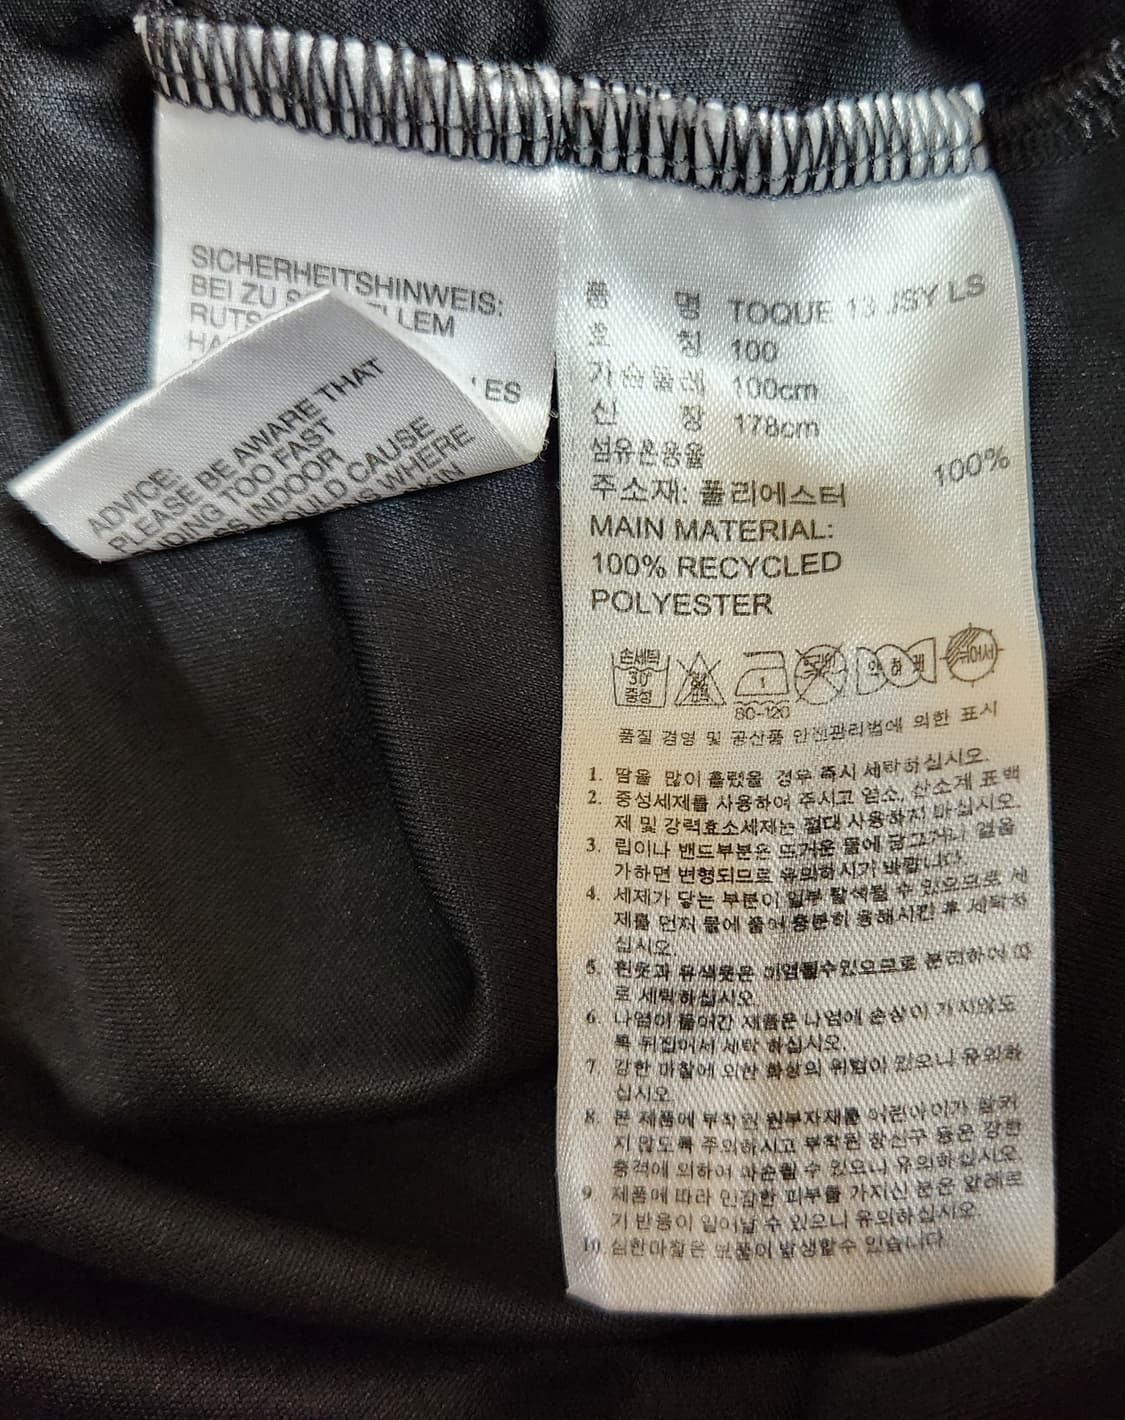 SICHERHEITSHINWEIS:
BEI ZU
ES
ADVICE:
PLEASE BE AWARE THAT
TOO FAST
INDOOR
COULD CAUSE
WHERE
품 명 TOQUE 13 JSY LS
호 칭 100
가슴둘레 100cm
신 장 178cm
섬유혼용율
주소재: 폴리에스터 100%
MAIN MATERIAL:
100% RECYCLED
POLYESTER
손세탁
30
중성
1
80-120
품질 경영 및 공산품 안전관리법에 의한 표시
1. 땀을 많이 흘렸을 경우 즉시 세탁하십시오.
2. 중성세제를 사용하여 주시고 염소, 산소계 표백
제 및 강력효소세제는 절대 사용하지 마십시오.
3. 립이나 밴드부분은 뜨거운 물에 담그거나 열을
가하면 변형되므로 유의하시기 바랍니다.
4. 세제가 닿는 부분이 일부 탈색될 수 있으므로 세
제를 먼저 물에 풀어 충분히 용해시킨 후 세탁하
십시오.
5. 흰옷과 유색옷은 이염될수있으므로 분리하여 따
로 세탁하십시오.
6. 나염이 들어간 제품은 나염에 손상이 가지않도
록 뒤집어서 세탁 하십시오.
7. 강한 마찰에 의한 화상의 위험이 있으니 유의하
십시오.
8. 본 제품에 부착된 원부자재를 어린아이가 삼키
지 않도록 주의하시고 부착된 장신구 등은 강한
충격에 의하여 파손될 수 있으니 유의하십시오.
9. 제품에 따라 민감한 피부를 가지신 분은 알레르
기 반응이 일어날 수 있으니 유의하십시오.
10. 심한마찰은 보풀이 발생할수 있습니다.